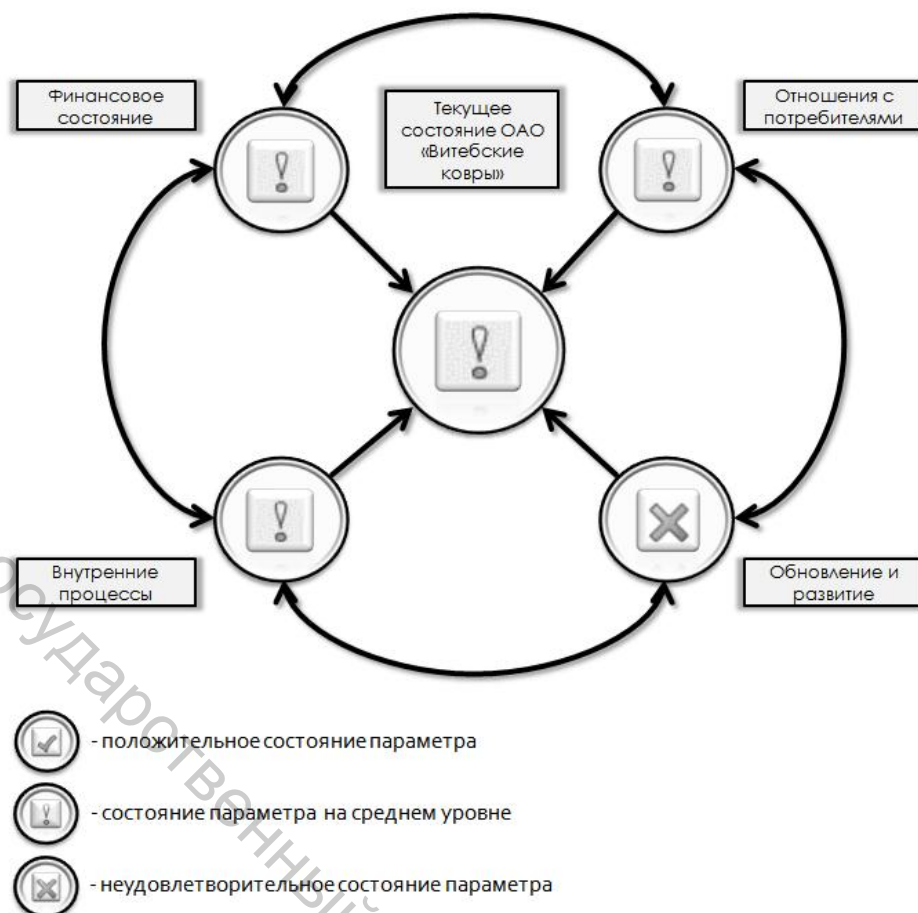 Финансовое
состояние
Текущее
состояние ОАО
«Витебские
ковры»
Отношения с
потребителями
Внутренние
процессы
Обновление и
развитие
- положительное состояние параметра
- состояние параметра на среднем уровне
- неудовлетворительное состояние параметра